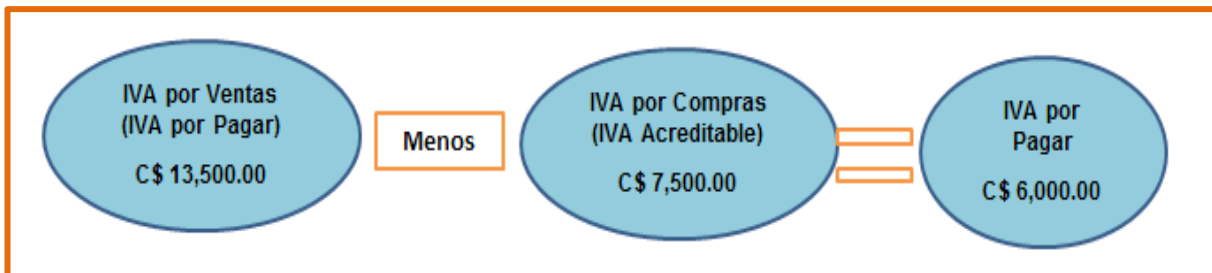 IVA por Ventas
(IVA por Pagar)
C$ 13,500.00
Menos
IVA por Compras
(IVA Acreditable)
C$ 7,500.00
IVA por
Pagar
C$ 6,000.00